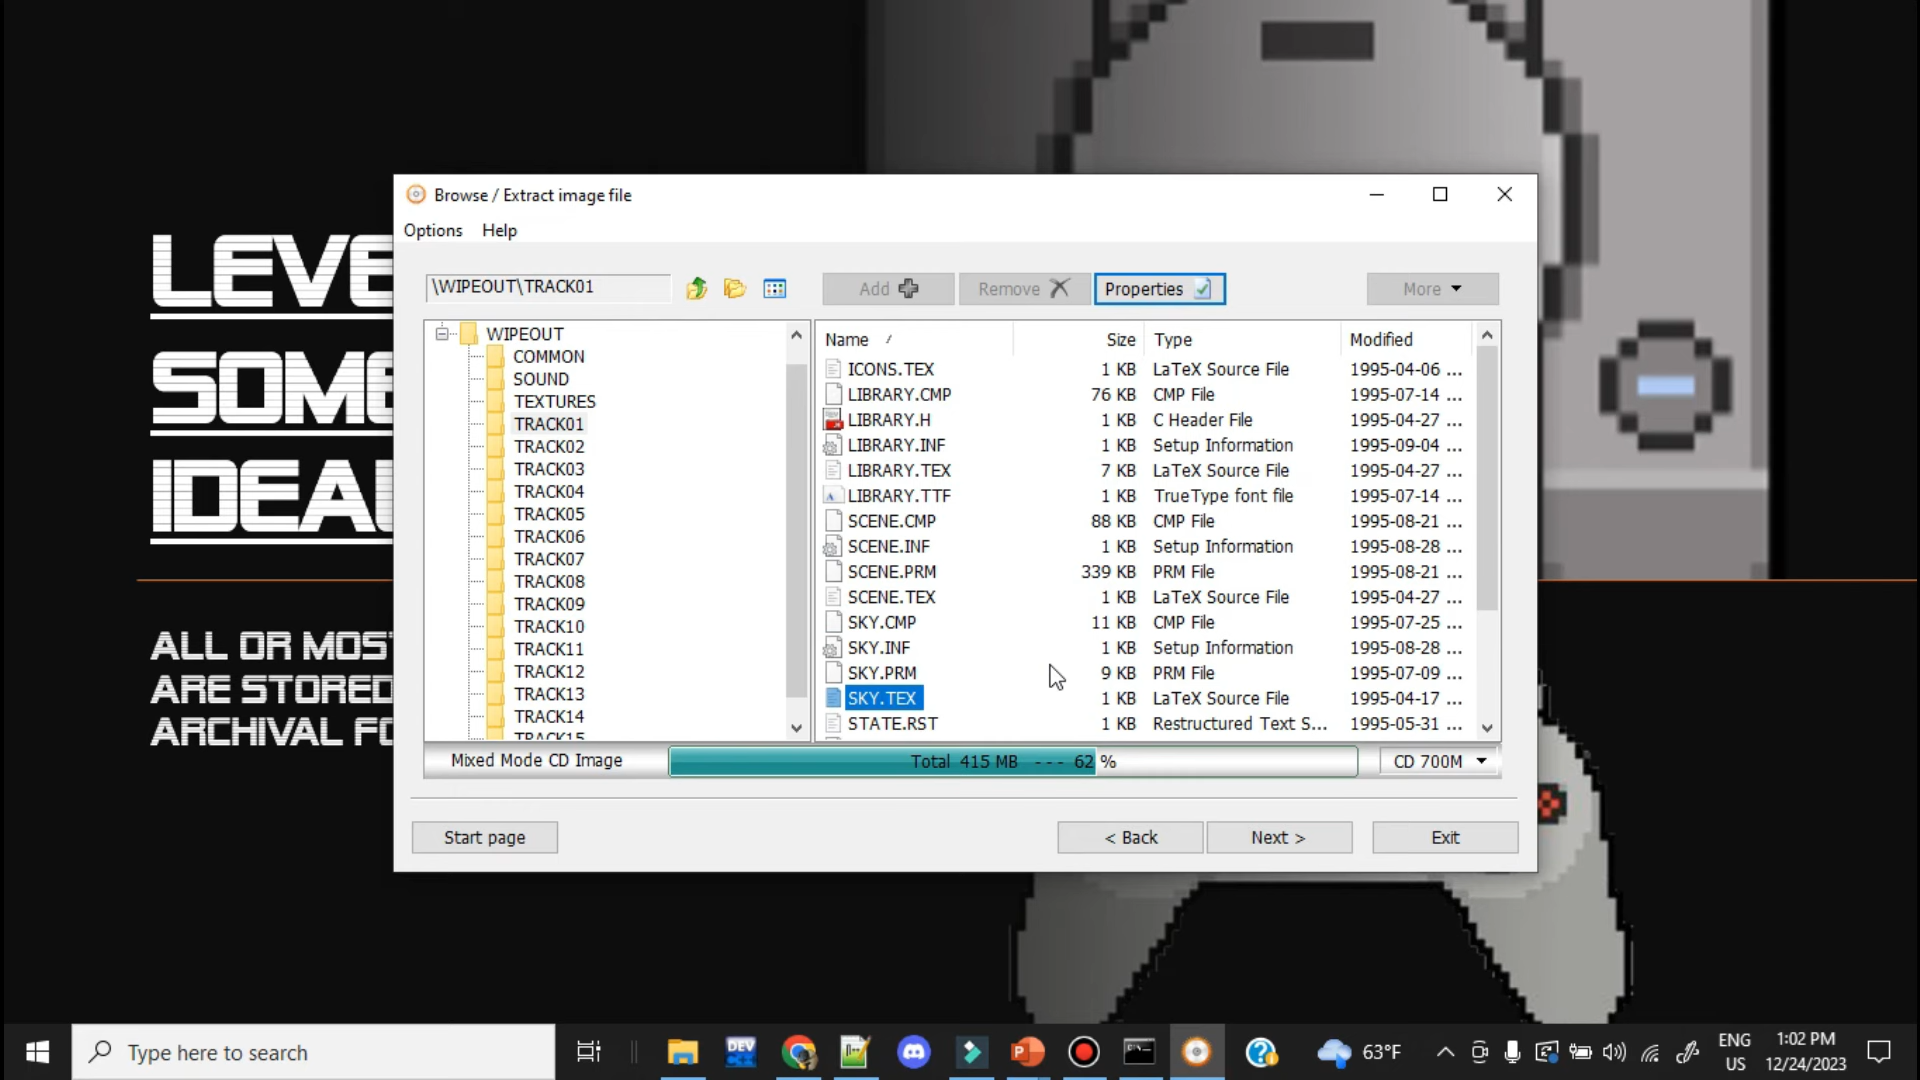 LEVE
SOME
IDEA
ALL OR MOST
ARE STORED
ARCHIVAL FO
Browse / Extract image file
Options Help
\WIPEOUT\TRACK01
Add Remove Properties More
WIPEOUT
COMMON
SOUND
TEXTURES
TRACK01
TRACK02
TRACK03
TRACK04
TRACK05
TRACK06
TRACK07
TRACK08
TRACK09
TRACK10
TRACK11
TRACK12
TRACK13
TRACK14
TRACK15
Name / Size Type Modified
ICONS.TEX 1 KB LaTeX Source File 1995-04-06 ...
LIBRARY.CMP 76 KB CMP File 1995-07-14 ...
LIBRARY.H 1 KB C Header File 1995-04-27 ...
LIBRARY.INF 1 KB Setup Information 1995-09-04 ...
LIBRARY.TEX 7 KB LaTeX Source File 1995-04-27 ...
LIBRARY.TTF 1 KB TrueType font file 1995-07-14 ...
SCENE.CMP 88 KB CMP File 1995-08-21 ...
SCENE.INF 1 KB Setup Information 1995-08-28 ...
SCENE.PRM 339 KB PRM File 1995-08-21 ...
SCENE.TEX 1 KB LaTeX Source File 1995-04-27 ...
SKY.CMP 11 KB CMP File 1995-07-25 ...
SKY.INF 1 KB Setup Information 1995-08-28 ...
SKY.PRM 9 KB PRM File 1995-07-09 ...
SKY.TEX 1 KB LaTeX Source File 1995-04-17 ...
STATE.RST 1 KB Restructured Text S... 1995-05-31 ...
Mixed Mode CD Image Total 415 MB --- 62 % CD 700M
Start page < Back Next > Exit
Type here to search
DEV
63°F
ENG
US
1:02 PM
12/24/2023